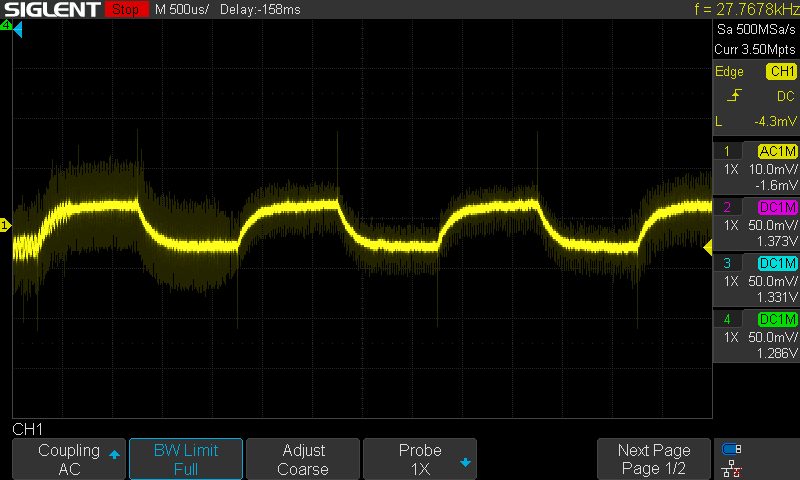 SIGLENT Stop M 500us/ Delay:-158ms f = 27.7678kHz
Sa 500MSa/s
Curr 3.50Mpts
Edge CH1
DC
L -4.3mV
1 AC1M
1X 10.0mV/
-1.6mV
2 DC1M
1X 50.0mV/
1.373V
3 DC1M
1X 50.0mV/
1.331V
4 DC1M
1X 50.0mV/
1.286V
4
1
CH1
Coupling
AC
BW Limit
Full
Adjust
Coarse
Probe
1X
Next Page
Page 1/2